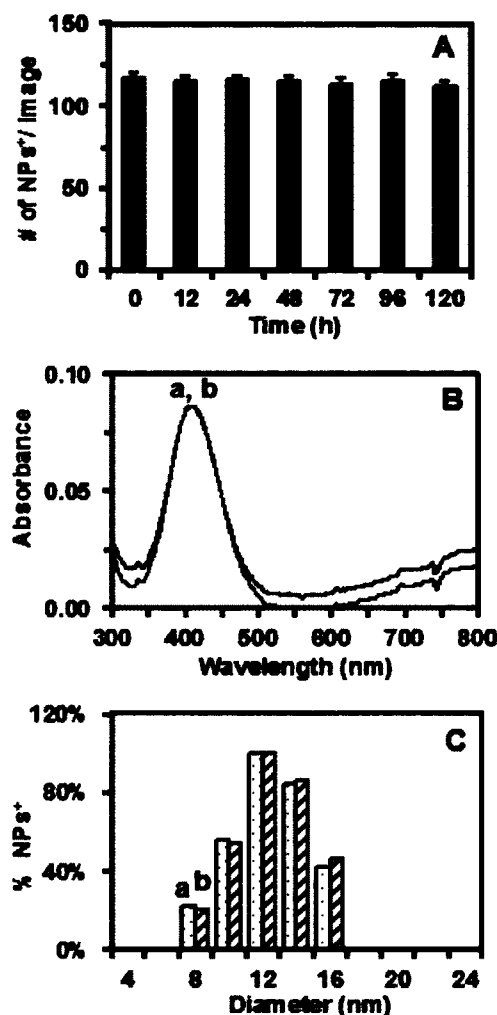 150
A
100
50
0
# of NPs⁺/ Image
0 12 24 48 72 96 120
Time (h)
0.10
a, b
B
0.05
0.00
Absorbance
300 400 500 600 700 800
Wavelength (nm)
120%
C
80%
40%
0%
% NPs⁺
a b
4 8 12 16 20 24
Diameter (nm)